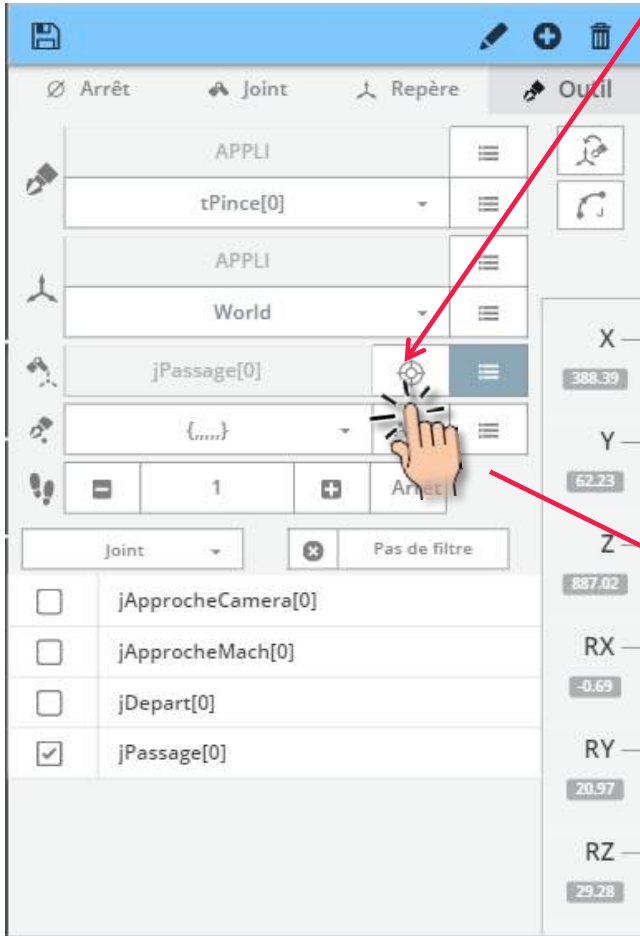 Arrêt Joint Repère Outil
APPLI
tPince[0]
APPLI
World
jPassage[0]
{,,,,,}
1 Arrêt
Joint Pas de filtre
jApprocheCamera[0]
jApprocheMach[0]
jDepart[0]
jPassage[0]
X
388.39
Y
62.23
Z
887.02
RX
-0.69
RY
20.97
RZ
29.28